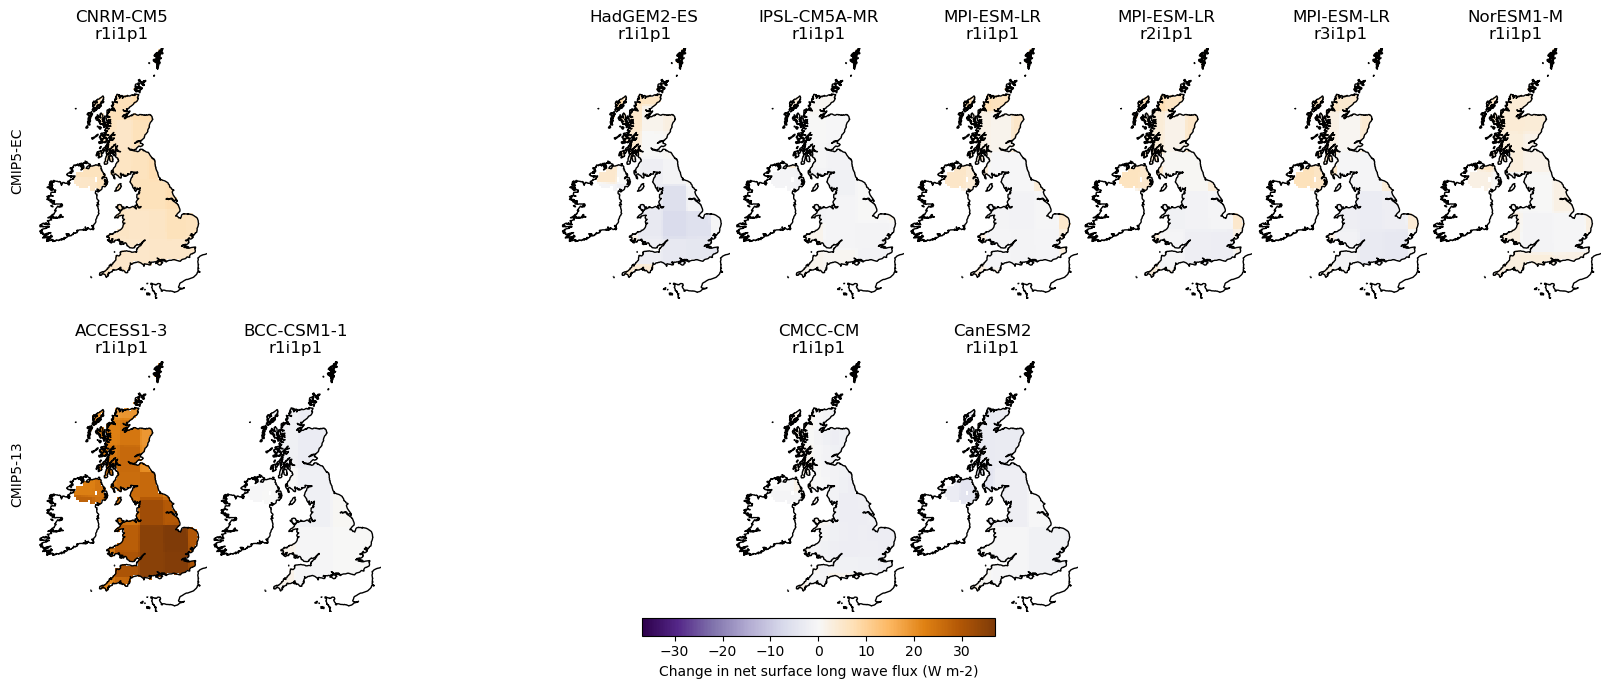 CNRM-CM5
r1i1p1
HadGEM2-ES
r1i1p1
IPSL-CM5A-MR
r1i1p1
MPI-ESM-LR
r1i1p1
MPI-ESM-LR
r2i1p1
MPI-ESM-LR
r3i1p1
NorESM1-M
r1i1p1
CMIP5-EC
ACCESS1-3
r1i1p1
BCC-CSM1-1
r1i1p1
CMCC-CM
r1i1p1
CanESM2
r1i1p1
CMIP5-13
−30 −20 −10 0 10 20 30
Change in net surface long wave flux (W m-2)